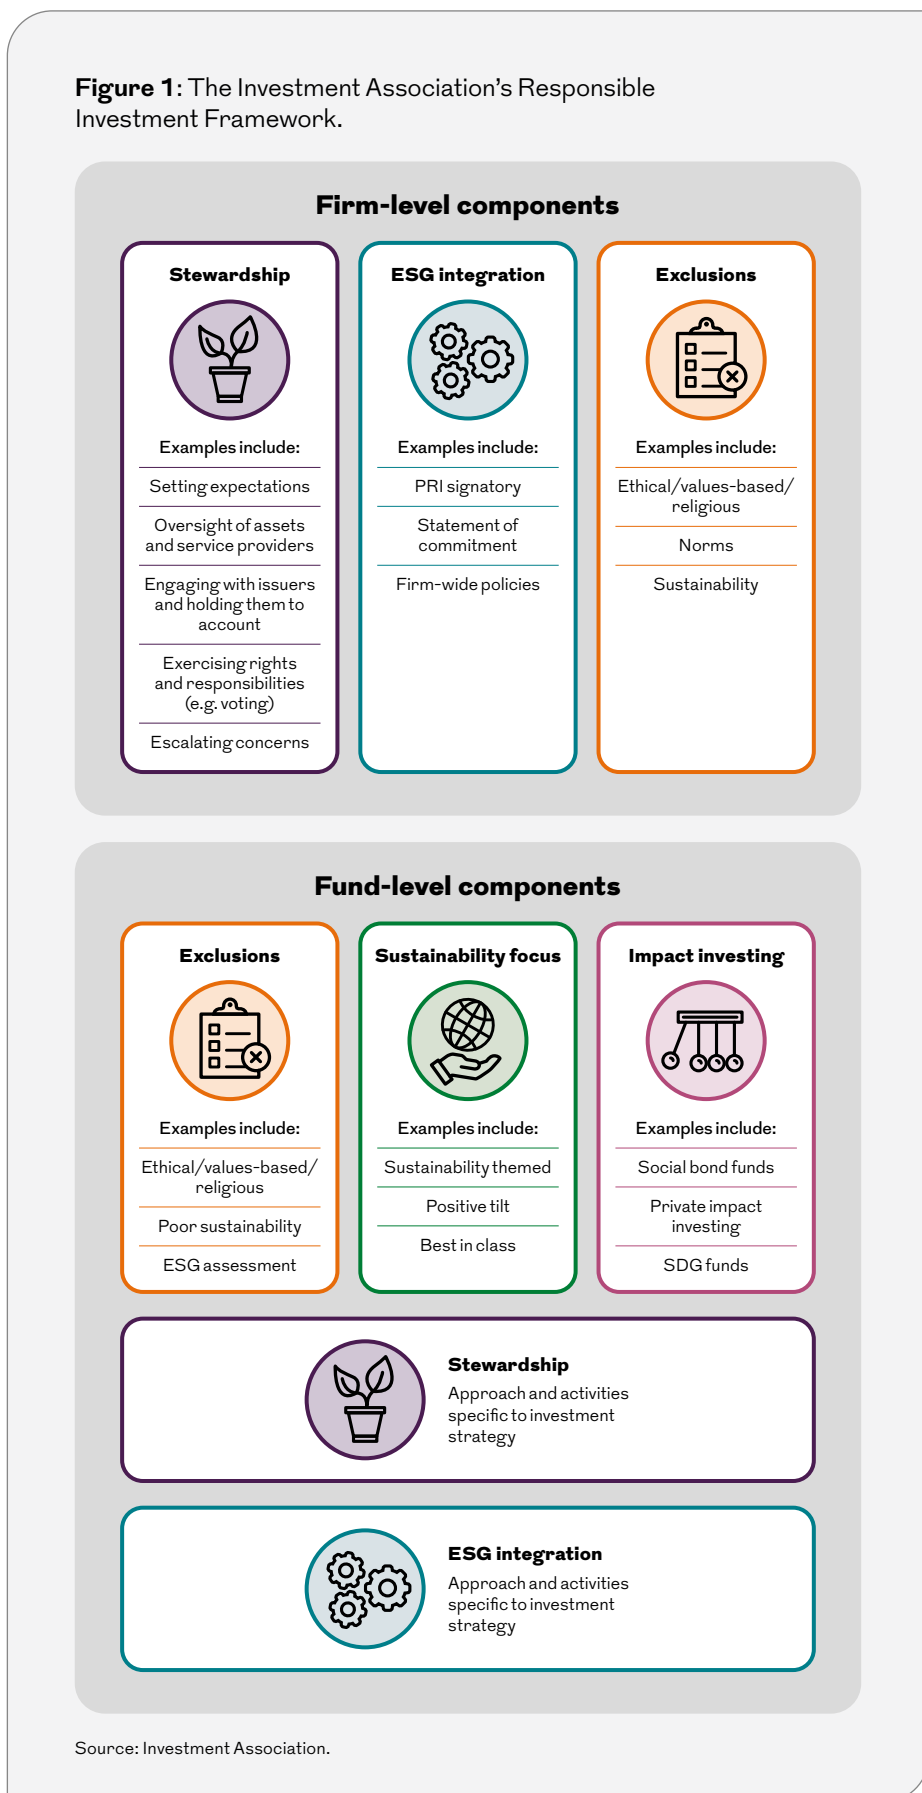 Figure 1: The Investment Association’s Responsible
Investment Framework.
Firm-level components
Stewardship
Examples include:
Setting expectations
Oversight of assets
and service providers
Engaging with issuers
and holding them to
account
Exercising rights
and responsibilities
(e.g. voting)
Escalating concerns
ESG integration
Examples include:
PRI signatory
Statement of
commitment
Firm-wide policies
Exclusions
Examples include:
Ethical/values-based/
religious
Norms
Sustainability
Fund-level components
Exclusions
Examples include:
Ethical/values-based/
religious
Poor sustainability
ESG assessment
Sustainability focus
Examples include:
Sustainability themed
Positive tilt
Best in class
Impact investing
Examples include:
Social bond funds
Private impact
investing
SDG funds
Stewardship
Approach and activities
specific to investment
strategy
ESG integration
Approach and activities
specific to investment
strategy
Source: Investment Association.